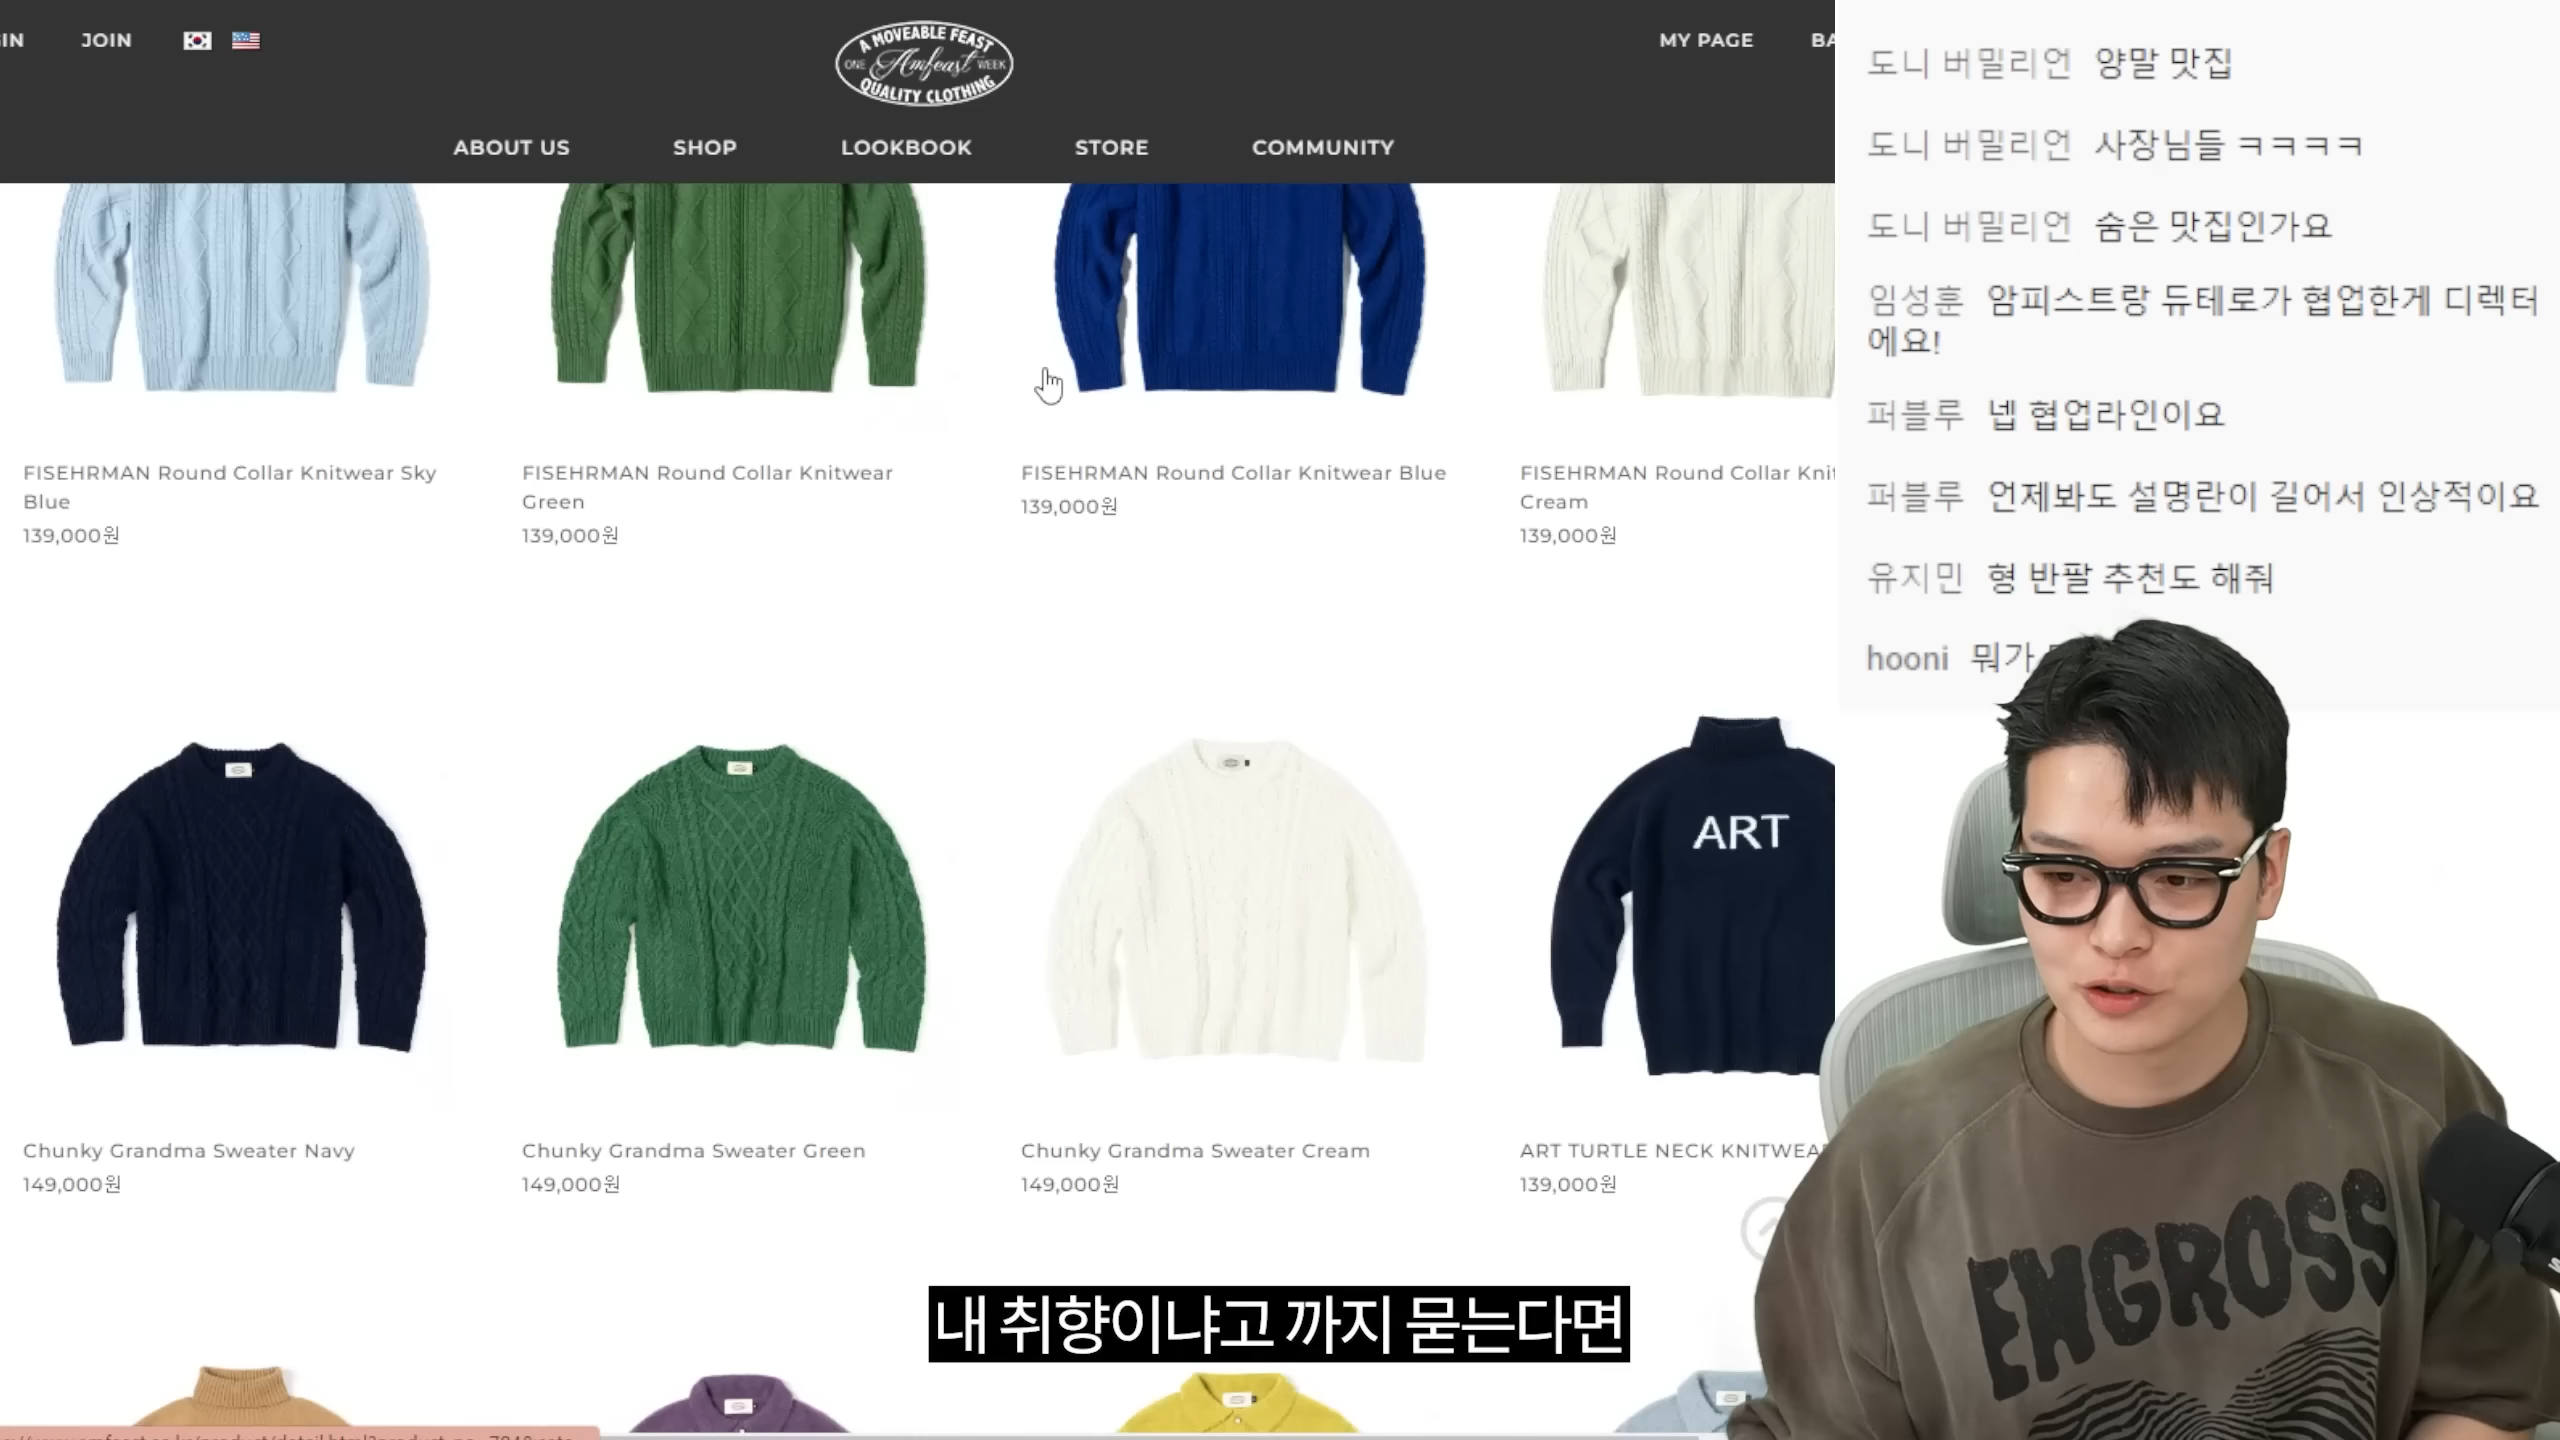 JOIN
MY PAGE
A MOVEABLE FEAST
ONE Amfeast WEEK
QUALITY CLOTHING
ABOUT US
SHOP
LOOKBOOK
STORE
COMMUNITY
FISEHRMAN Round Collar Knitwear Sky
Blue
139,000원
FISEHRMAN Round Collar Knitwear
Green
139,000원
FISEHRMAN Round Collar Knitwear Blue
139,000원
FISEHRMAN Round Collar Knit
Cream
139,000원
ART
Chunky Grandma Sweater Navy
149,000원
Chunky Grandma Sweater Green
149,000원
Chunky Grandma Sweater Cream
149,000원
ART TURTLE NECK KNITWEAR
139,000원
도니 버밀리언 양말 맛집
도니 버밀리언 사장님들 ㅋㅋㅋㅋ
도니 버밀리언 숨은 맛집인가요
임성훈 암피스트랑 듀테로가 협업한게 디렉터
에요!
퍼블루 넵 협업라인이요
퍼블루 언제봐도 설명란이 길어서 인상적이요
유지민 형 반팔 추천도 해줘
hooni 뭐가
ENGROSS
내 취향이냐고 까지 묻는다면